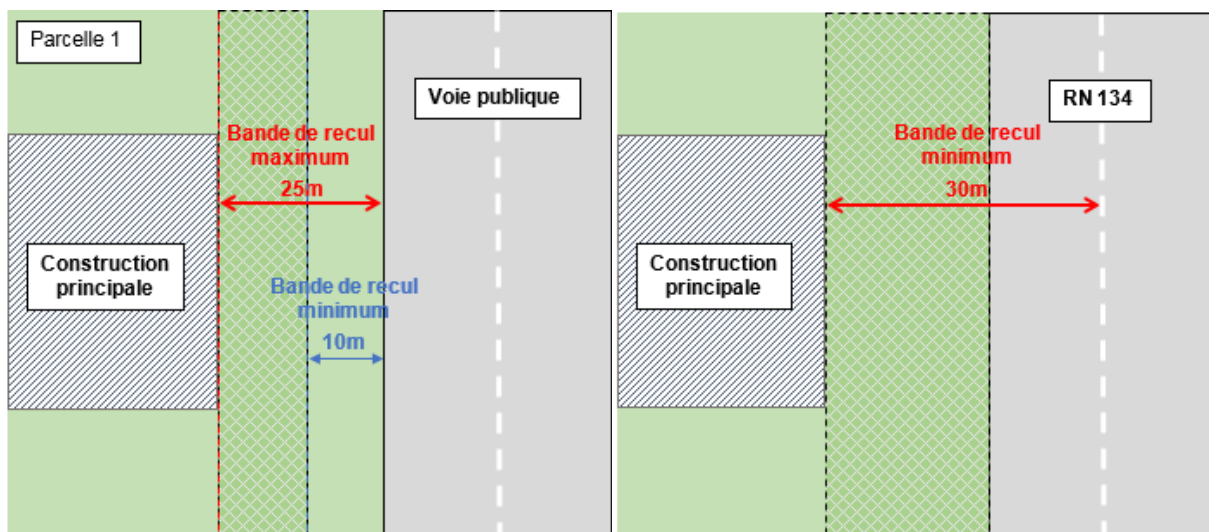 Parcelle 1
Voie publique
Bande de recul
maximum
25m
Construction
principale
Bande de recul
minimum
10m
RN 134
Bande de recul
minimum
30m
Construction
principale